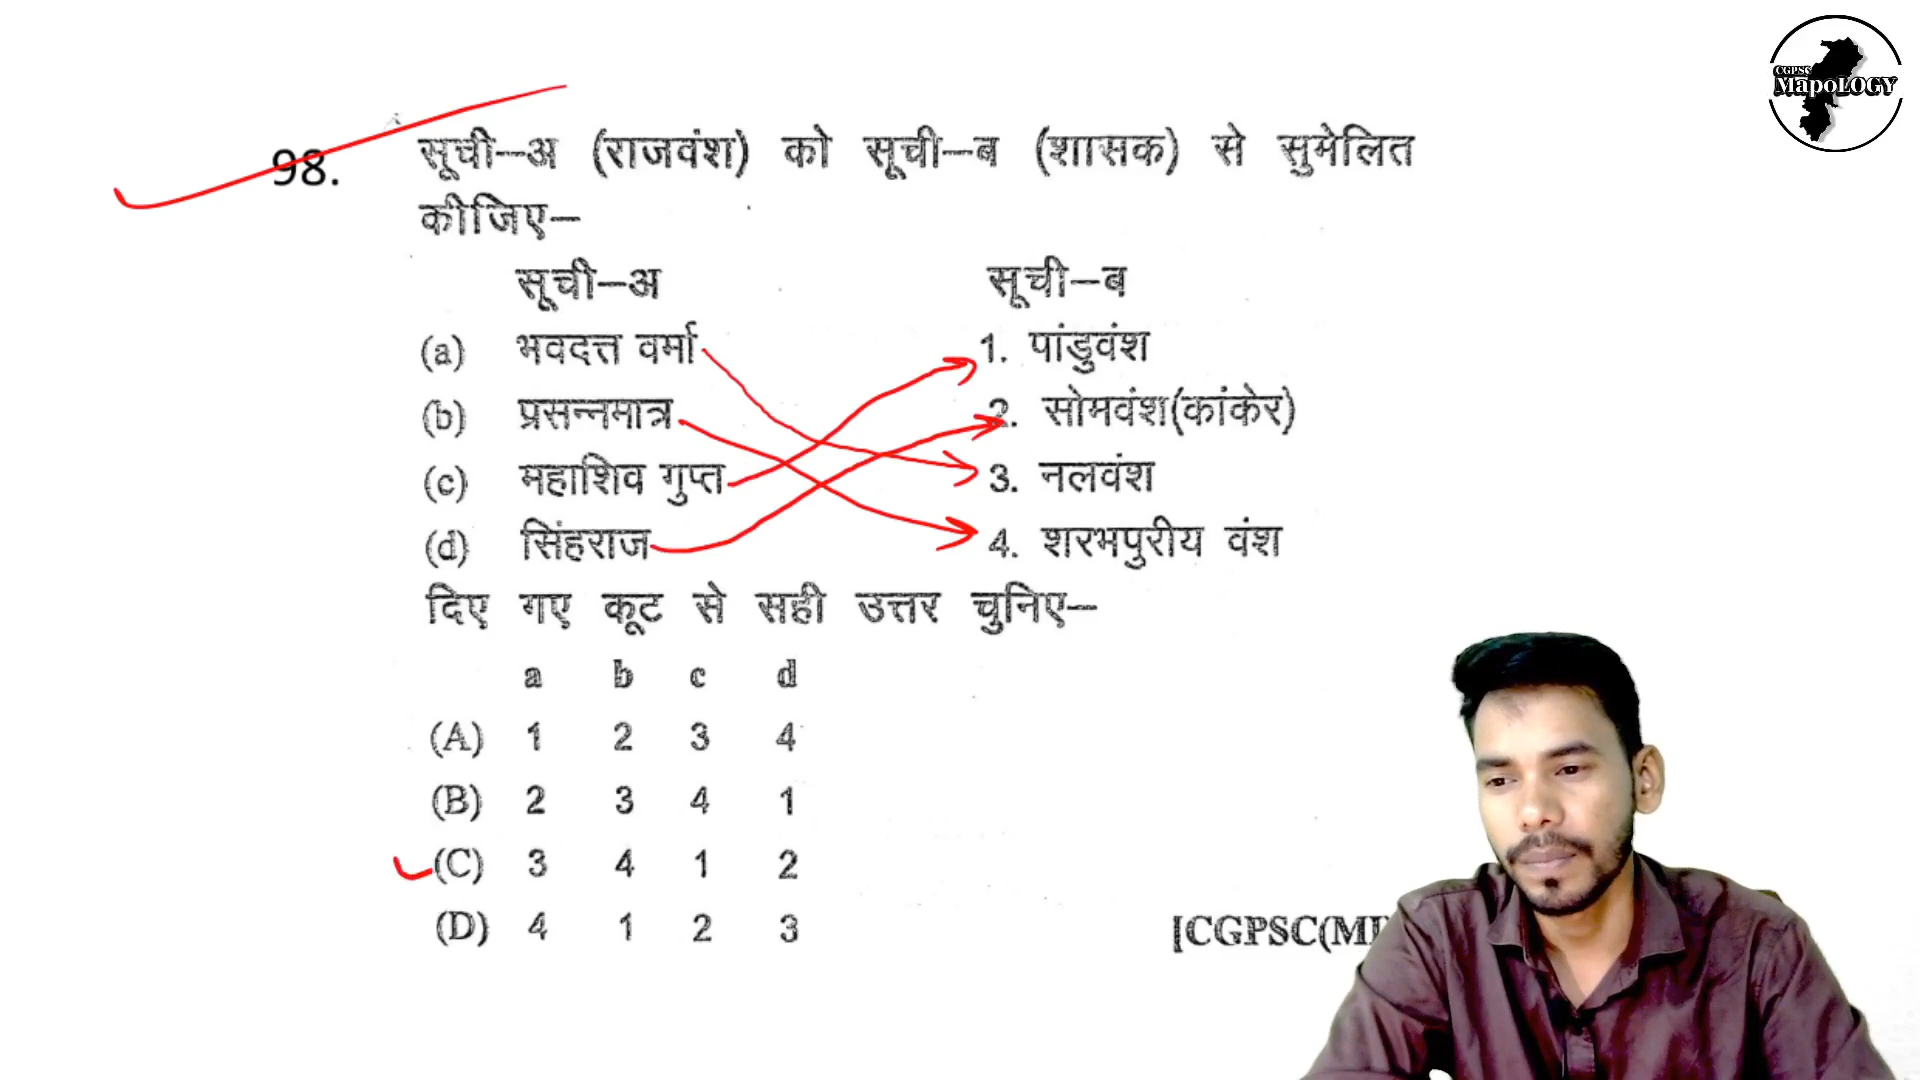 CGPSC
MapoLOGY
98. सूची–अ (राजवंश) को सूची–ब (शासक) से सुमेलित
कीजिए–
सूची–अ सूची–ब
(a) भवदत्त वर्मा 1. पांडुवंश
(b) प्रसन्नमात्र 2. सोमवंश(कांकेर)
(c) महाशिव गुप्त 3. नलवंश
(d) सिंहराज 4. शरभपुरीय वंश
दिए गए कूट से सही उत्तर चुनिए–
a b c d
(A) 1 2 3 4
(B) 2 3 4 1
(C) 3 4 1 2
(D) 4 1 2 3
[CGPSC(MI